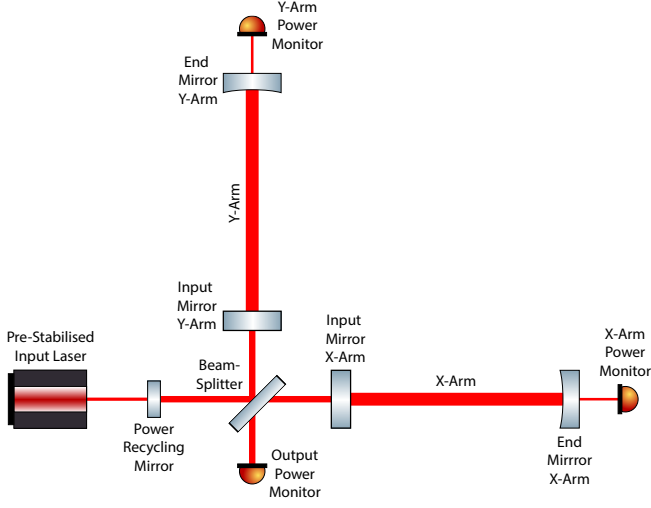 Y-Arm
Power
Monitor
End
Mirror
Y-Arm
Y-Arm
Input
Mirror
Y-Arm
Pre-Stabilised
Input Laser
Beam-
Splitter
Input
Mirror
X-Arm
X-Arm
X-Arm
Power
Monitor
Power
Recycling
Mirror
Output
Power
Monitor
End
Mirrror
X-Arm